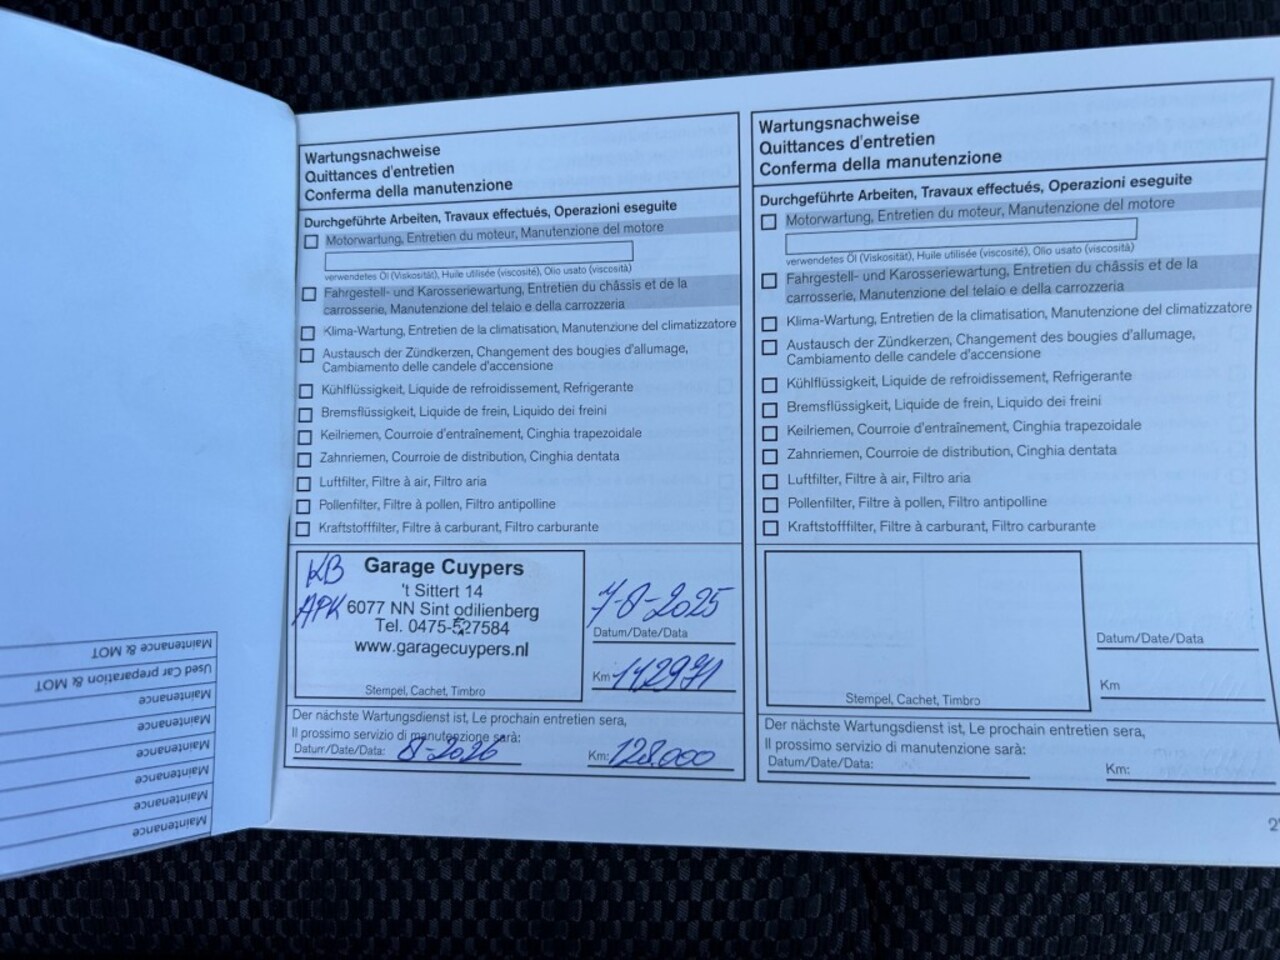 Maintenance & MOT
Used Car preparation & MOT
Maintenance
Maintenance
Maintenance
Maintenance
Maintenance
Maintenance
Wartungsnachweise
Quittances d'entretien
Conferma della manutenzione
Durchgeführte Arbeiten, Travaux effectués, Operazioni eseguite
Motorwartung, Entretien du moteur, Manutenzione del motore
verwendetes Öl (Viskosität), Huile utilisée (viscosité), Olio usato (viscosità)
Fahrgestell- und Karosseriewartung, Entretien du châssis et de la
carrosserie, Manutenzione del telaio e della carrozzeria
Klima-Wartung, Entretien de la climatisation, Manutenzione del climatizzatore
Austausch der Zündkerzen, Changement des bougies d'allumage,
Cambiamento delle candele d'accensione
Kühlflüssigkeit, Liquide de refroidissement, Refrigerante
Bremsflüssigkeit, Liquide de frein, Liquido dei freini
Keilriemen, Courroie d'entraînement, Cinghia trapezoidale
Zahnriemen, Courroie de distribution, Cinghia dentata
Luftfilter, Filtre à air, Filtro aria
Pollenfilter, Filtre à pollen, Filtro antipolline
Kraftstofffilter, Filtre à carburant, Filtro carburante
KB
APK
Garage Cuypers
't Sittert 14
6077 NN Sint odilienberg
Tel. 0475-527584
www.garagecuypers.nl
Stempel, Cachet, Timbro
7-8-2025
Datum/Date/Data
Km
Der nächste Wartungsdienst ist, Le prochain entretien sera,
Il prossimo servizio di manutenzione sarà:
Datum/Date/Data: 8-2026
Km: 128.000
Wartungsnachweise
Quittances d'entretien
Conferma della manutenzione
Durchgeführte Arbeiten, Travaux effectués, Operazioni eseguite
Motorwartung, Entretien du moteur, Manutenzione del motore
verwendetes Öl (Viskosität), Huile utilisée (viscosité), Olio usato (viscosità)
Fahrgestell- und Karosseriewartung, Entretien du châssis et de la
carrosserie, Manutenzione del telaio e della carrozzeria
Klima-Wartung, Entretien de la climatisation, Manutenzione del climatizzatore
Austausch der Zündkerzen, Changement des bougies d'allumage,
Cambiamento delle candele d'accensione
Kühlflüssigkeit, Liquide de refroidissement, Refrigerante
Bremsflüssigkeit, Liquide de frein, Liquido dei freini
Keilriemen, Courroie d'entraînement, Cinghia trapezoidale
Zahnriemen, Courroie de distribution, Cinghia dentata
Luftfilter, Filtre à air, Filtro aria
Pollenfilter, Filtre à pollen, Filtro antipolline
Kraftstofffilter, Filtre à carburant, Filtro carburante
Stempel, Cachet, Timbro
Datum/Date/Data
Km
Der nächste Wartungsdienst ist, Le prochain entretien sera,
Il prossimo servizio di manutenzione sarà:
Datum/Date/Data:
Km: